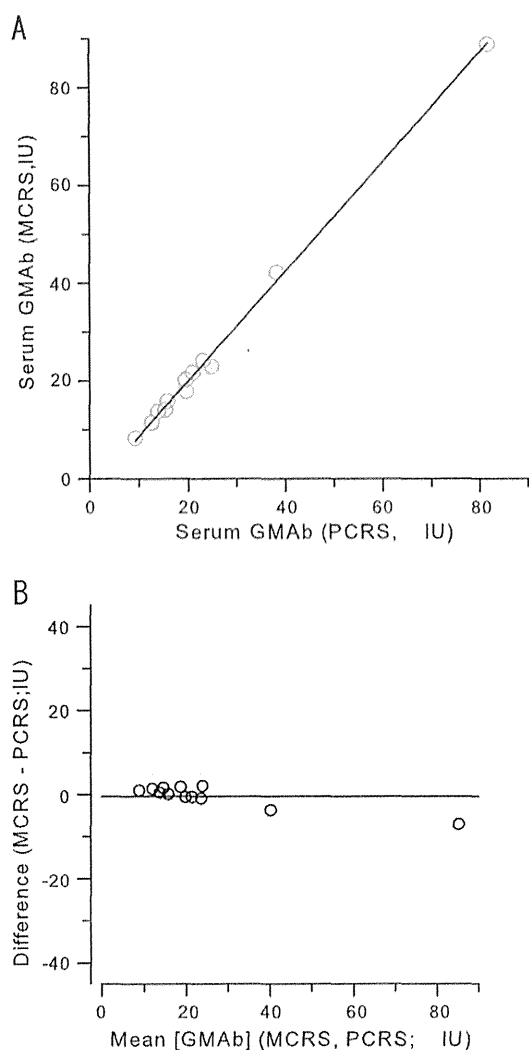 A
Serum GMAb (MCRS,IU)
80
60
40
20
0
0 20 40 60 80
Serum GMAb (PCRS, IU)
B
Difference (MCRS - PCRS;IU)
40
20
0
-20
-40
0 20 40 60 80
Mean [GMAb] (MCRS, PCRS; IU)